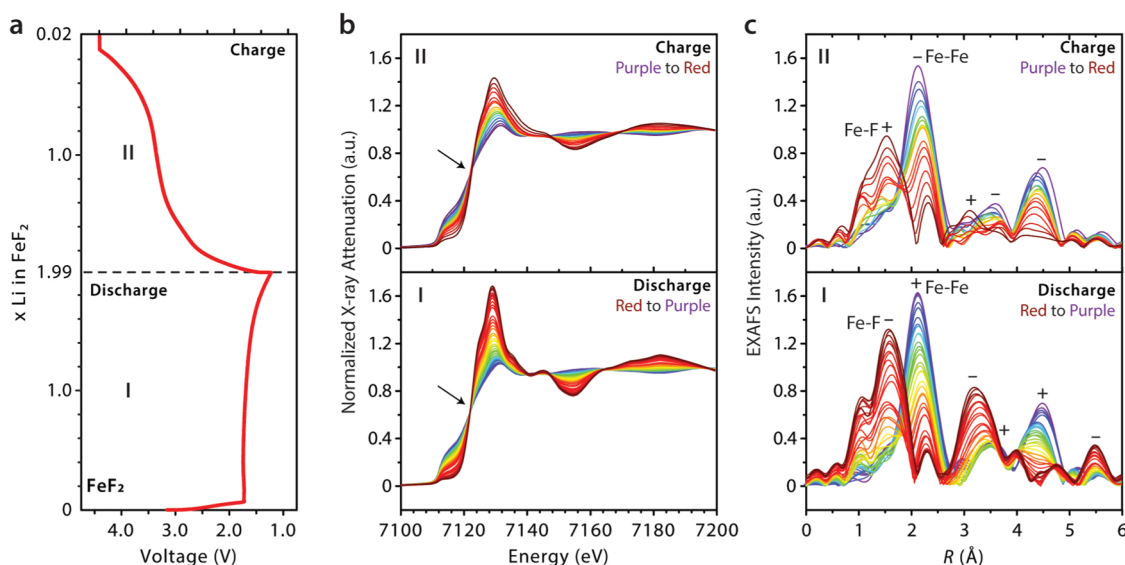 a
0.02
Charge
II
1.0
x Li in FeF₂
1.99
Discharge
I
1.0
FeF₂
0
4.0 3.0 2.0 1.0
Voltage (V)
b
Normalized X-ray Attenuation (a.u.)
II
Charge
Purple to Red
1.6
1.2
0.8
0.4
0
I
Discharge
Red to Purple
1.6
1.2
0.8
0.4
0
7100 7120 7140 7160 7180 7200
Energy (eV)
c
EXAFS Intensity (a.u.)
II
Charge
Purple to Red
− Fe-Fe
Fe-F +
+ − −
1.6
1.2
0.8
0.4
0
I
Discharge
Red to Purple
+ Fe-Fe
Fe-F −
− + + −
1.6
1.2
0.8
0.4
0
0 1 2 3 4 5 6
R (Å)